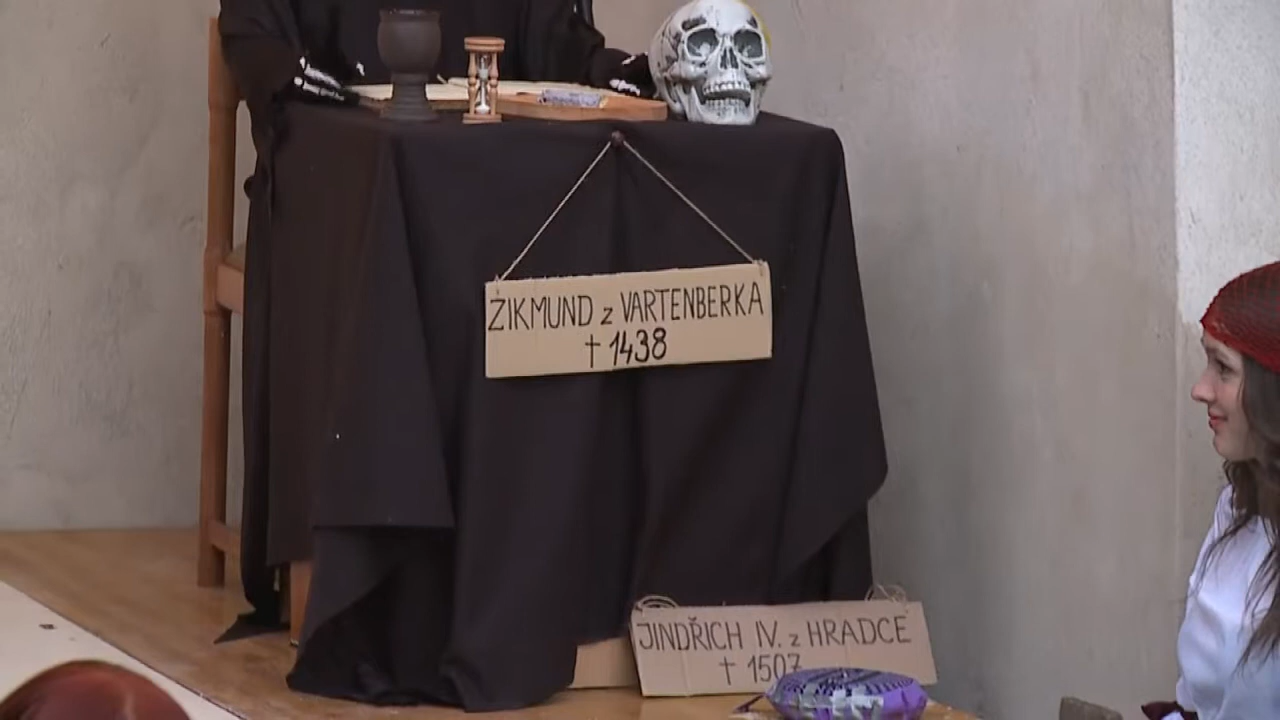 ZIKMUND z VARTENBERKA
† 1438
JINDŘICH IV. z HRADCE
† 1507